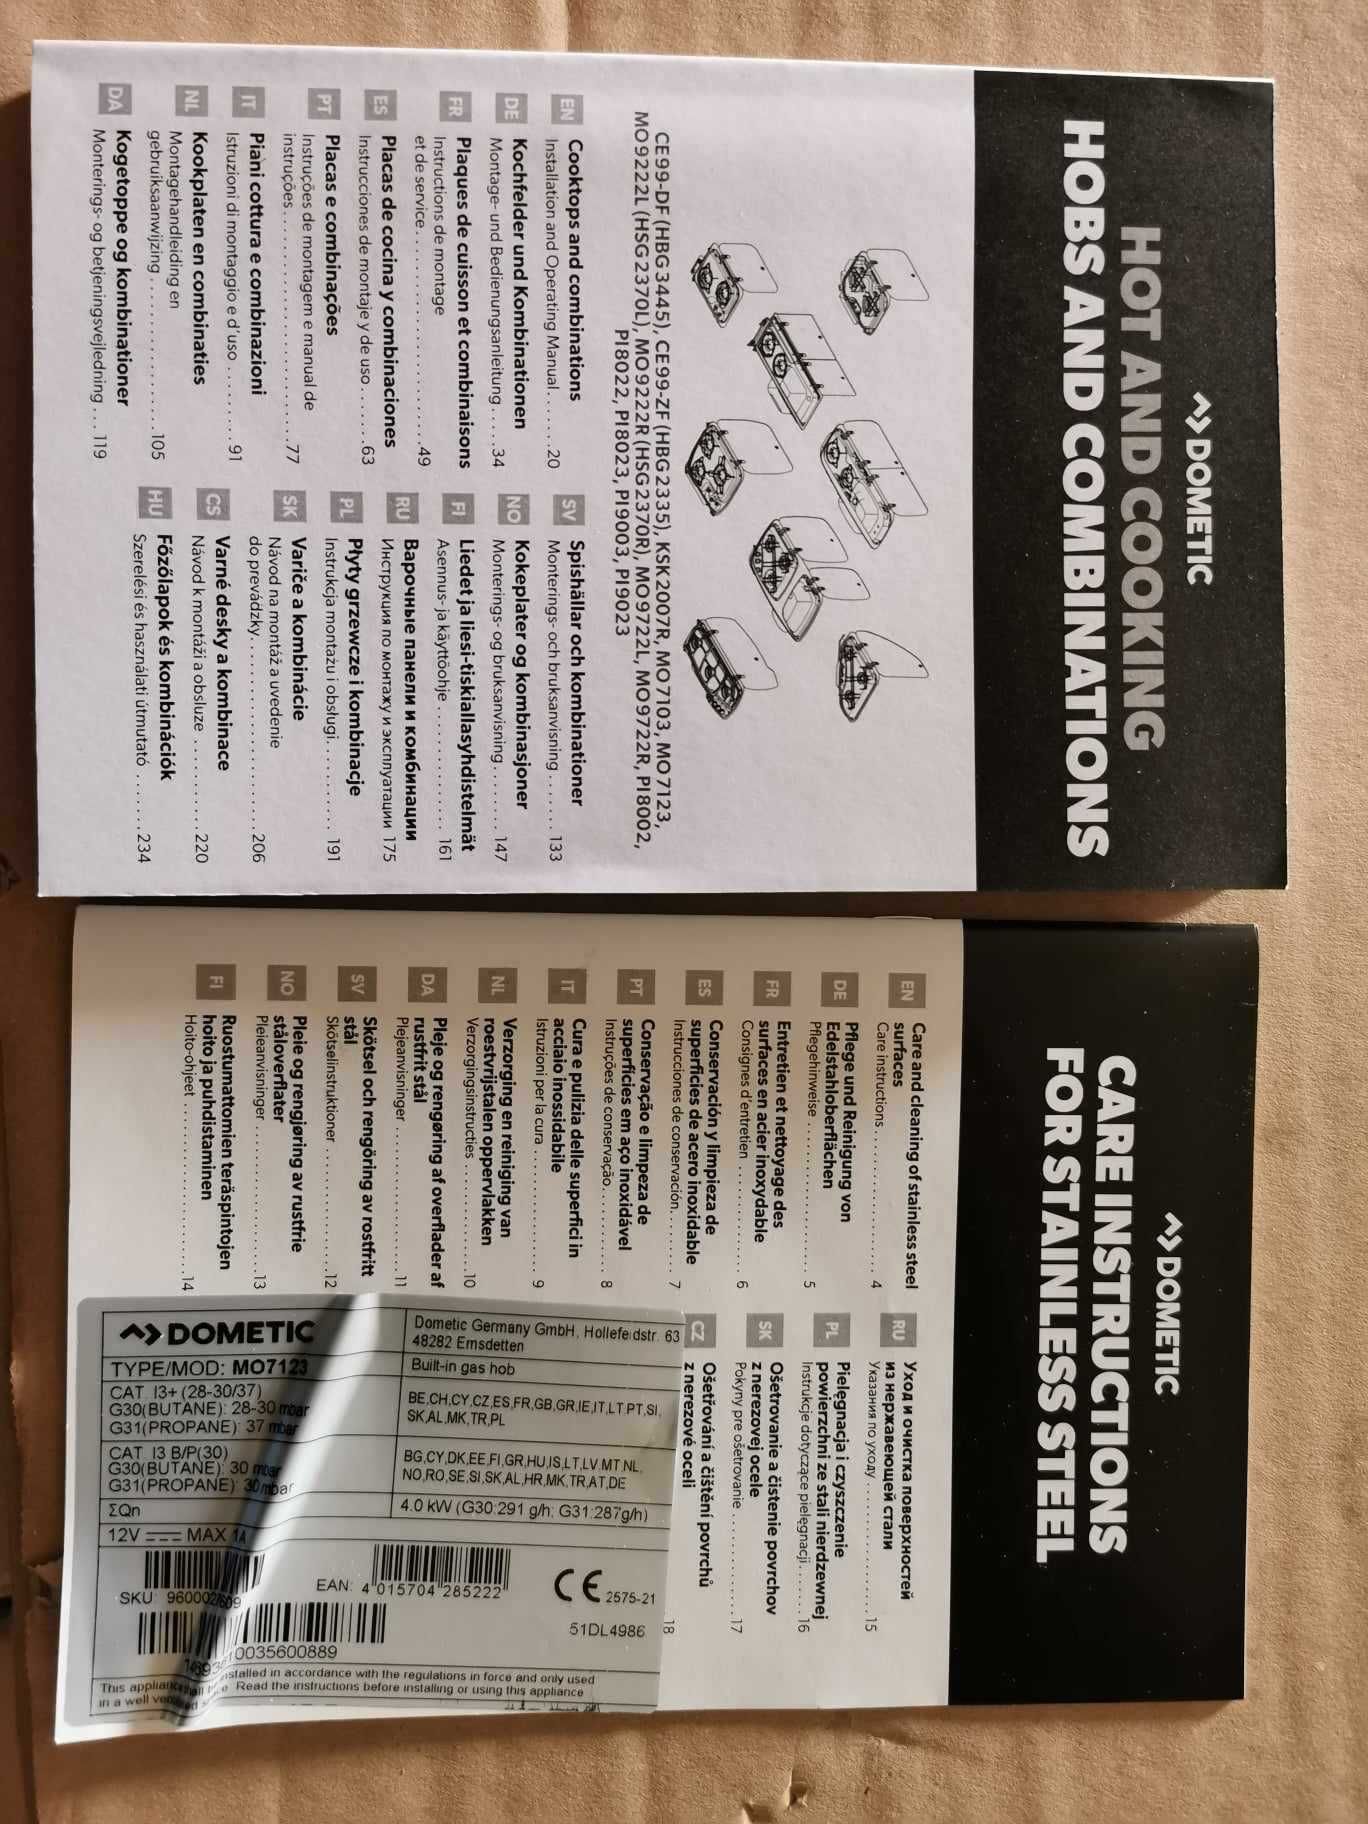 DOMETIC
HOT AND COOKING
HOBS AND COMBINATIONS
CE99-DF (HBG 3445), CE99-ZF (HBG 2335), KSK2007R, MO7103, MO7123,
MO9222L (HSG 2370L), MO9222R (HSG 2370R), MO9722L, MO9722R, PI8002,
PI8022, PI8023, PI9003, PI9023
EN Cooktops and combinations
Installation and Operating Manual.......20
DE Kochfelder und Kombinationen
Montage- und Bedienungsanleitung....34
FR Plaques de cuisson et combinaisons
Instructions de montage
et de service......................49
ES Placas de cocina y combinaciones
Instrucciones de montaje y de uso.......63
PT Placas e combinações
Instruções de montagem e manual de
instruções......................77
IT Piani cottura e combinazioni
Istruzioni di montaggio e d'uso........91
NL Kookplaten en combinaties
Montagehandleiding en
gebruiksaanwijzing ..............105
DA Kogetoppe og kombinationer
Monterings- og betjeningsvejledning... 119
SV Spishällar och kombinationer
Monterings- och bruksanvisning...... 133
NO Kokeplater og kombinasjoner
Monterings- og bruksanvisning....... 147
FI Liedet ja liesi-tiskiallasyhdistelmät
Asennus- ja käyttöohje ............ 161
RU Варочные панели и комбинации
Инструкция по монтажу и эксплуатации 175
PL Płyty grzewcze i kombinacje
Instrukcja montażu i obsługi......... 191
SK Variče a kombinácie
Návod na montáž a uvedenie
do prevádzky.................... 206
CS Varné desky a kombinace
Návod k montáži a obsluze .........220
HU Főzőlapok és kombinációk
Szerelési és használati útmutató ......234
DOMETIC
CARE INSTRUCTIONS
FOR STAINLESS STEEL
EN Care and cleaning of stainless steel
surfaces
Care instructions................ 4
DE Pflege und Reinigung von
Edelstahloberflächen
Pflegehinweise................. 5
FR Entretien et nettoyage des
surfaces en acier inoxydable
Consignes d'entretien ............ 6
ES Conservación y limpieza de
superficies de acero inoxidable
Instrucciones de conservación....... 7
PT Conservação e limpeza de
superfícies em aço inoxidável
Instruções de conservação......... 8
IT Cura e pulizia delle superfici in
acciaio inossidabile
Istruzioni per la cura .............. 9
NL Verzorging en reiniging van
roestvrijstalen oppervlakken
Verzorgingsinstructies ............10
DA Pleje og rengøring af overflader af
rustfrit stål
Plejeanvisninger................11
SV Skötsel och rengöring av rostfritt
stål
Skötselinstruktioner .............12
NO Pleie og rengjøring av rustfrie
ståloverflater
Pleieanvisninger................13
FI Ruostumattomien teräspintojen
hoito ja puhdistaminen
Hoito-ohjeet ..................14
RU Уход и очистка поверхностей
из нержавеющей стали
Указания по уходу ..............15
PL Pielęgnacja i czyszczenie
powierzchni ze stali nierdzewnej
Instrukcje dotyczące pielęgnacji......16
SK Ošetrovanie a čistenie povrchov
z nerezovej ocele
Pokyny pre ošetrovanie ...........17
CZ Ošetřování a čištění povrchů
z nerezové oceli
18
DOMETIC
Dometic Germany GmbH, Hollefeldstr. 63
48282 Emsdetten
TYPE/MOD: MO7123
Built-in gas hob
CAT. I3+ (28-30/37)
G30(BUTANE): 28-30 mbar
G31(PROPANE): 37 mbar
BE,CH,CY,CZ,ES,FR,GB,GR,IE,IT,LT,PT,SI,
SK,AL,MK,TR,PL
CAT. I3 B/P(30)
G30(BUTANE): 30 mbar
G31(PROPANE): 30 mbar
BG,CY,DK,EE,FI,GR,HU,IS,LT,LV,MT,NL,
NO,RO,SE,SI,SK,AL,HR,MK,TR,AT,DE
ΣQn
4.0 kW (G30:291 g/h; G31:287g/h)
12V MAX 1A
EAN: 4 015704 285222
CE 2575-21
51DL4986
SKU: 9600027609
10035600889
This appliance shall be installed in accordance with the regulations in force and only used
in a well ventilated space. Read the instructions before installing or using this appliance